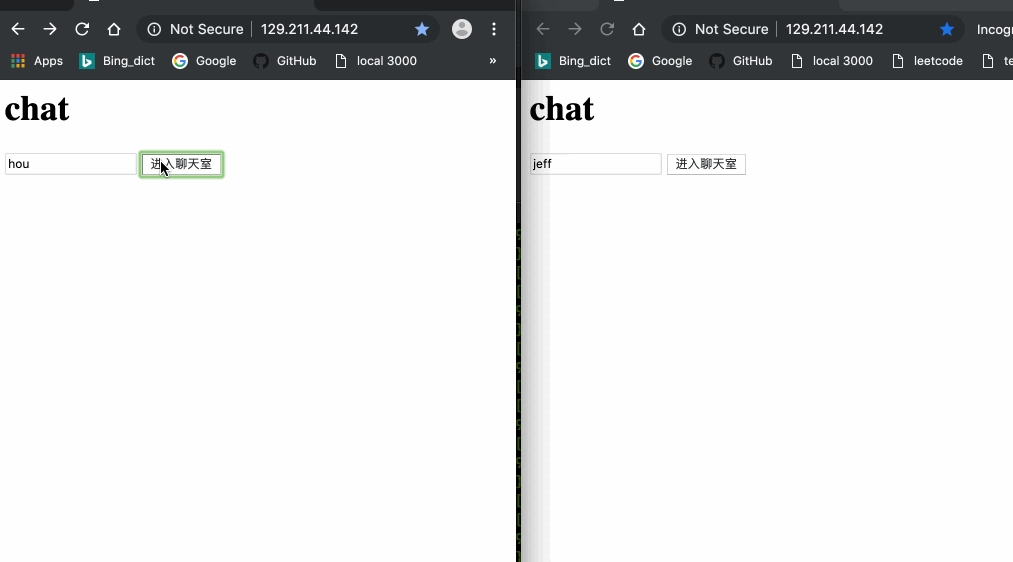 Not Secure 129.211.44.142
Apps Bing_dict Google GitHub local 3000 »
chat
hou 进入聊天室
Not Secure 129.211.44.142
Bing_dict Google GitHub local 3000 leetcode
chat
jeff 进入聊天室